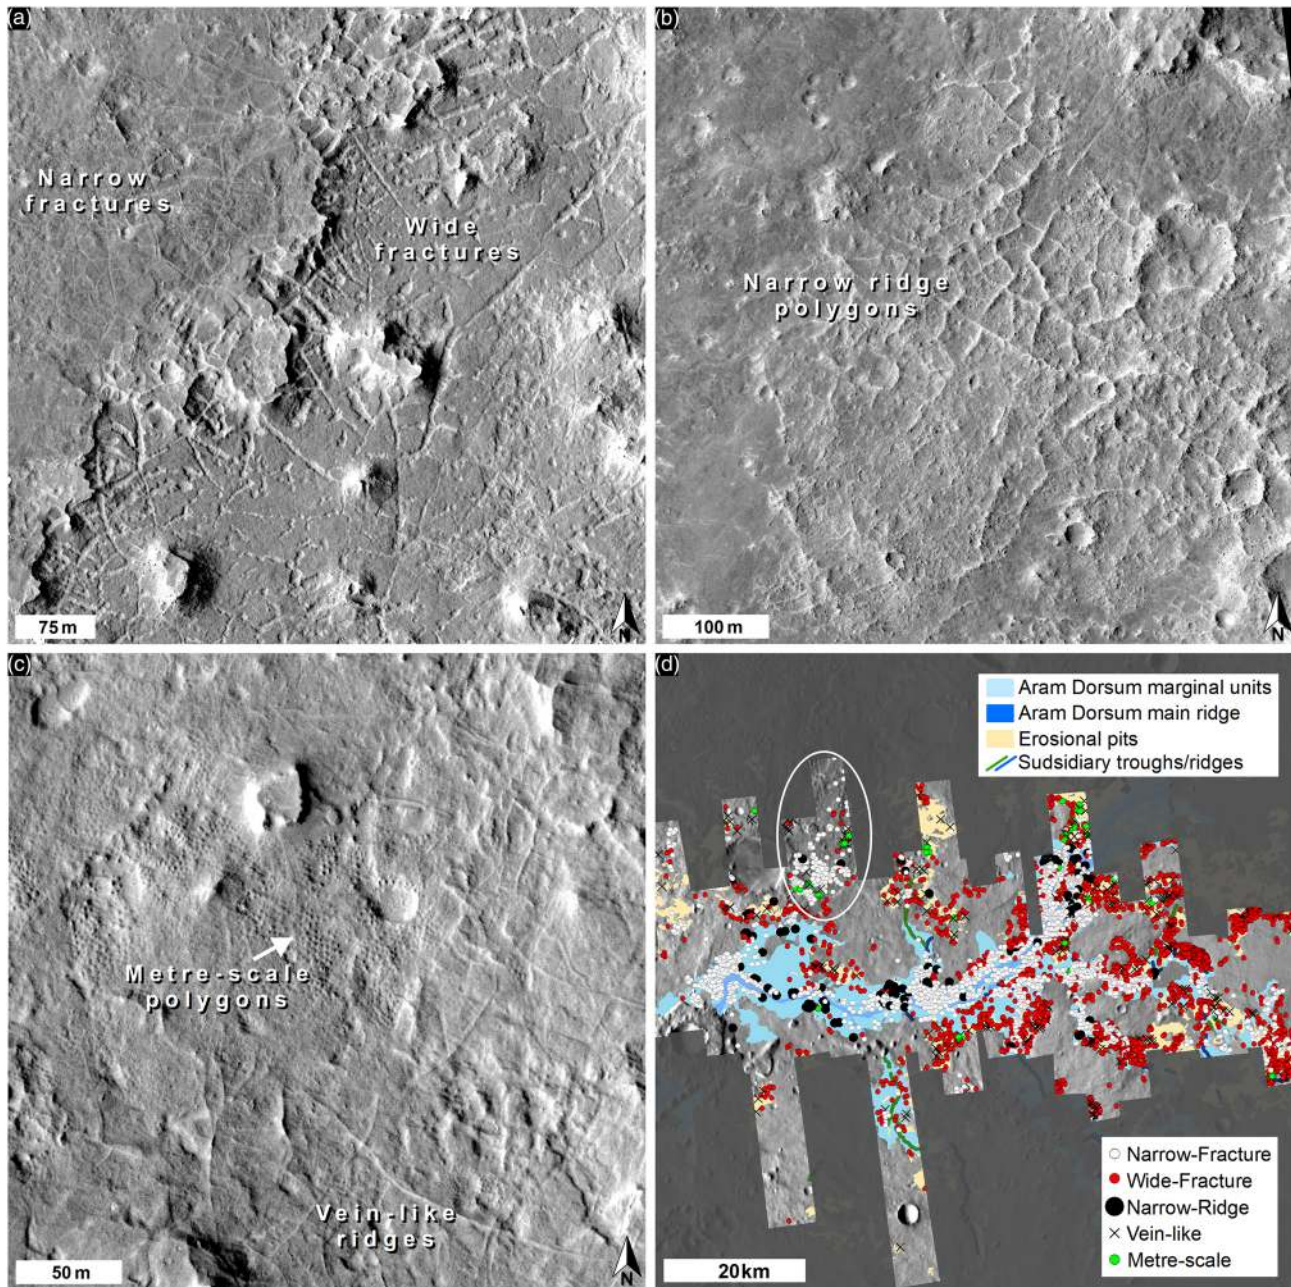 (a)
Narrow
fractures
Wide
fractures
75 m
N
(b)
Narrow ridge
polygons
100 m
N
(c)
Metre-scale
polygons
Vein-like
ridges
50 m
N
(d)
Aram Dorsum marginal units
Aram Dorsum main ridge
Erosional pits
Sudsidiary troughs/ridges
Narrow-Fracture
Wide-Fracture
Narrow-Ridge
Vein-like
Metre-scale
20 km